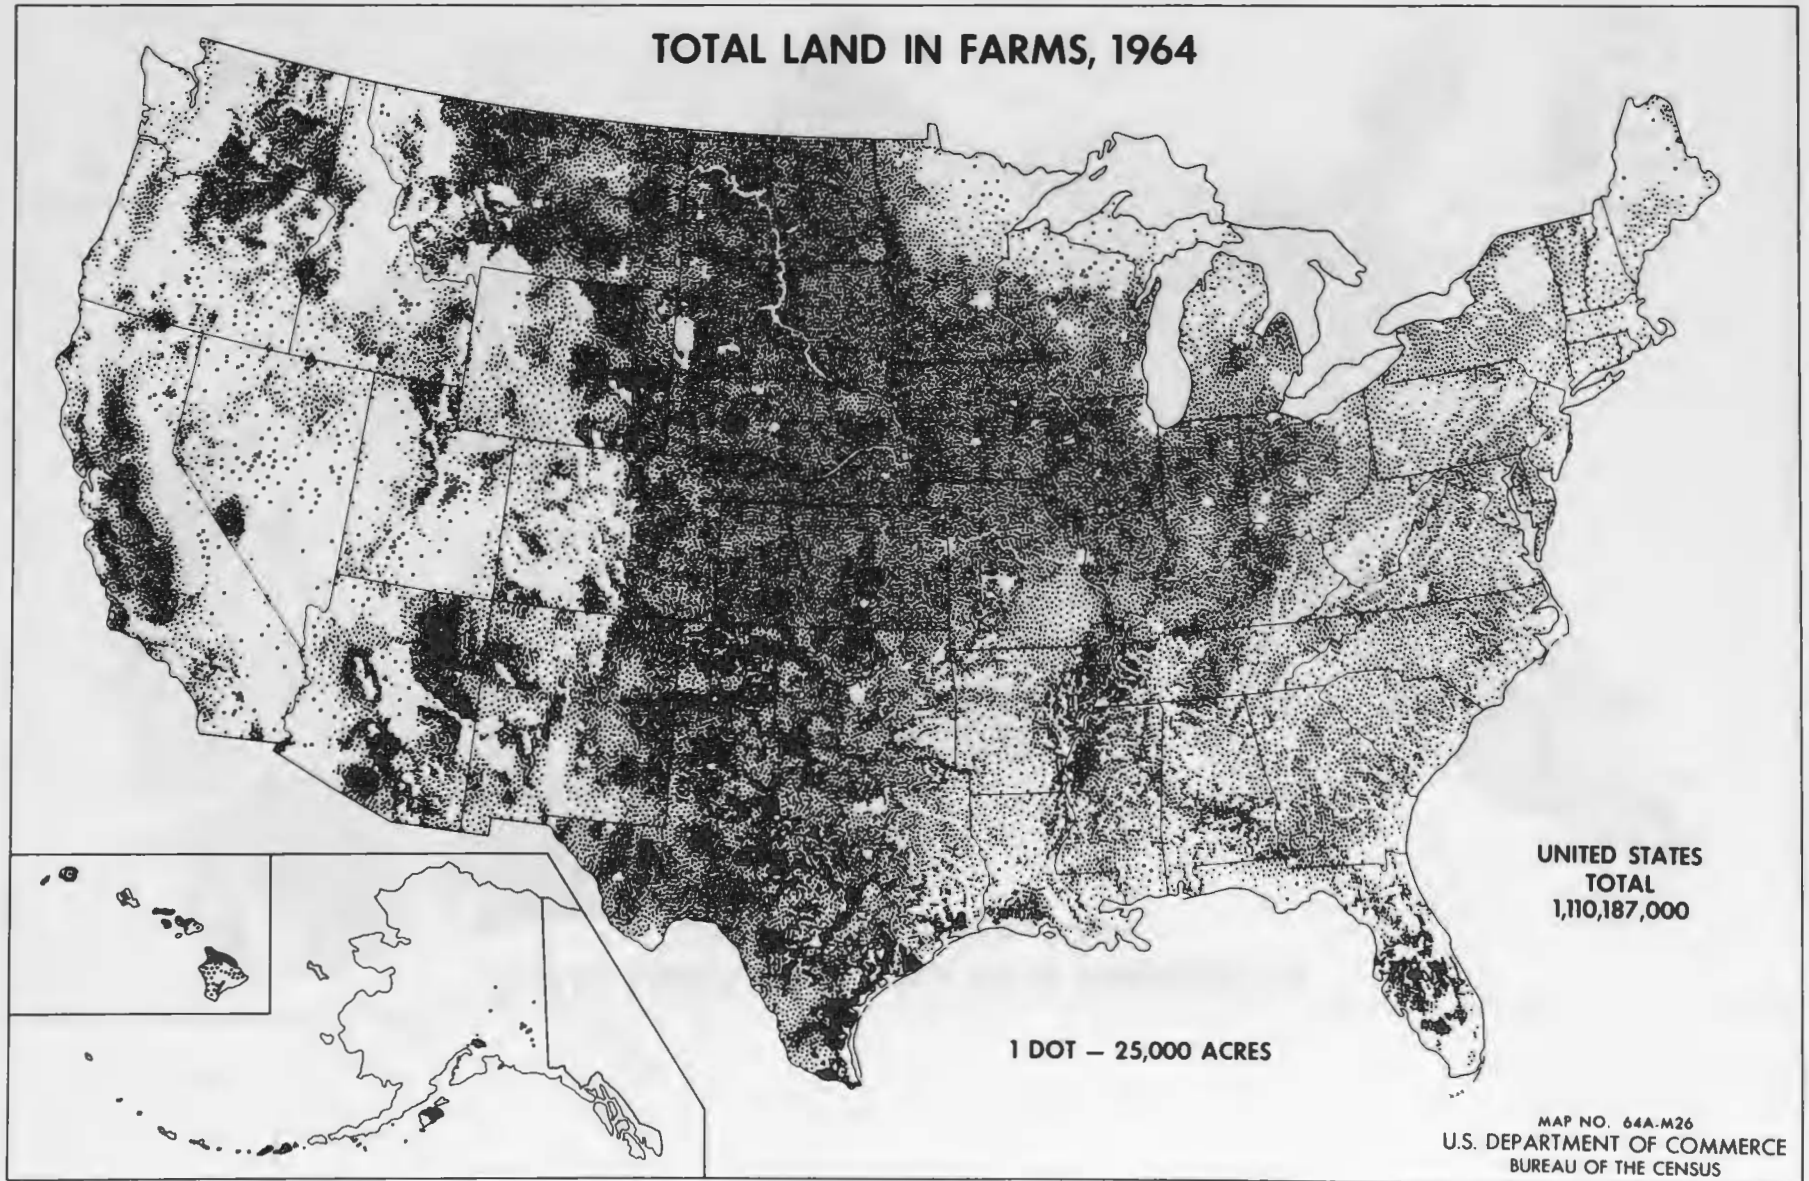 TOTAL LAND IN FARMS, 1964
UNITED STATES
TOTAL
1,110,187,000
1 DOT — 25,000 ACRES
MAP NO. 64A-M26
U.S. DEPARTMENT OF COMMERCE
BUREAU OF THE CENSUS